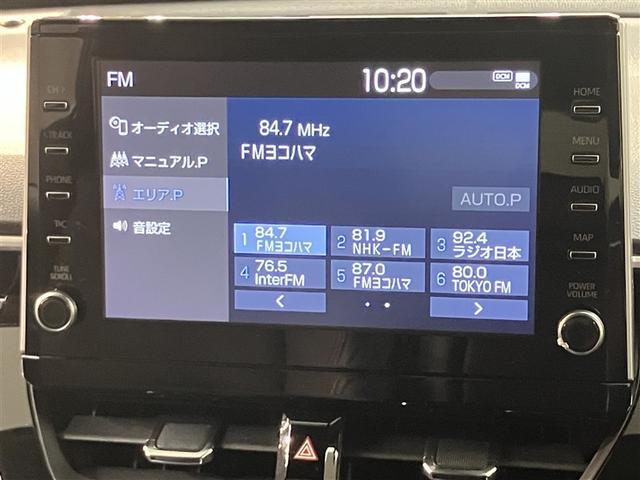 FM
10:20
DCM
DCM
CH /
<TRACK
PHONE
TUNE
SCROLL
HOME
MENU
AUDIO
MAP
POWER
VOLUME
オーディオ選択
マニュアル.P
エリア.P
音設定
84.7 MHz
FMヨコハマ
AUTO.P
1 84.7
FMヨコハマ
2 81.9
NHK-FM
3 92.4
ラジオ日本
4 76.5
InterFM
5 87.0
FMヨコハマ
6 80.0
TOKYO FM
<
>